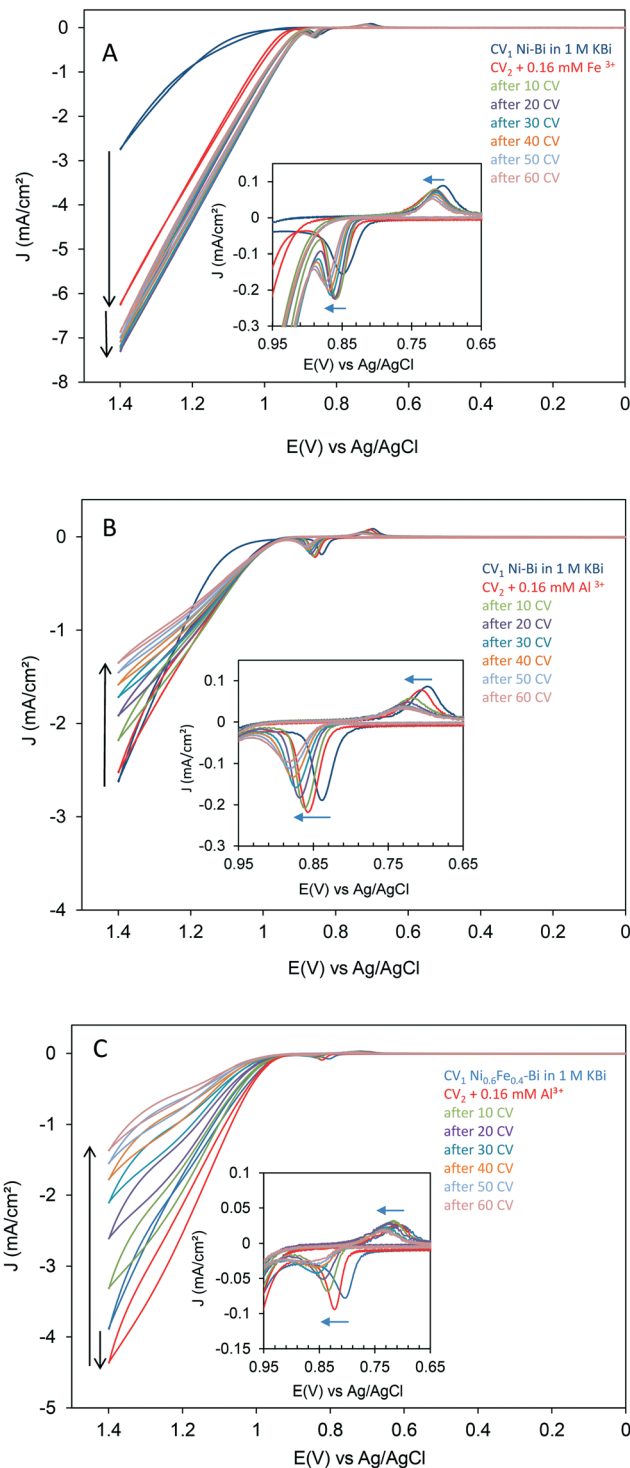 A
0
-1
-2
-3
-4
-5
-6
-7
-8
J (mA/cm²)
CV₁ Ni-Bi in 1 M KBi
CV₂ + 0.16 mM Fe ³⁺
after 10 CV
after 20 CV
after 30 CV
after 40 CV
after 50 CV
after 60 CV
0.2
0.1
0
-0.1
-0.2
-0.3
J (mA/cm²)
0.95 0.85 0.75 0.65
E(V) vs Ag/AgCl
1.4 1.2 1 0.8 0.6 0.4 0.2 0
E(V) vs Ag/AgCl
B
0
-1
-2
-3
-4
J (mA/cm²)
CV₁ Ni-Bi in 1 M KBi
CV₂ + 0.16 mM Al ³⁺
after 10 CV
after 20 CV
after 30 CV
after 40 CV
after 50 CV
after 60 CV
0.1
0
-0.1
-0.2
-0.3
J (mA/cm²)
0.95 0.85 0.75 0.65
E(V) vs Ag/AgCl
1.4 1.2 1 0.8 0.6 0.4 0.2 0
E(V) vs Ag/AgCl
C
0
-1
-2
-3
-4
-5
J (mA/cm²)
CV₁ Ni₀.₆Fe₀.₄-Bi in 1 M KBi
CV₂ + 0.16 mM Al³⁺
after 10 CV
after 20 CV
after 30 CV
after 40 CV
after 50 CV
after 60 CV
0.1
0.05
0
-0.05
-0.1
-0.15
J (mA/cm²)
0.95 0.85 0.75 0.65
E(V) vs Ag/AgCl
1.4 1.2 1 0.8 0.6 0.4 0.2 0
E(V) vs Ag/AgCl